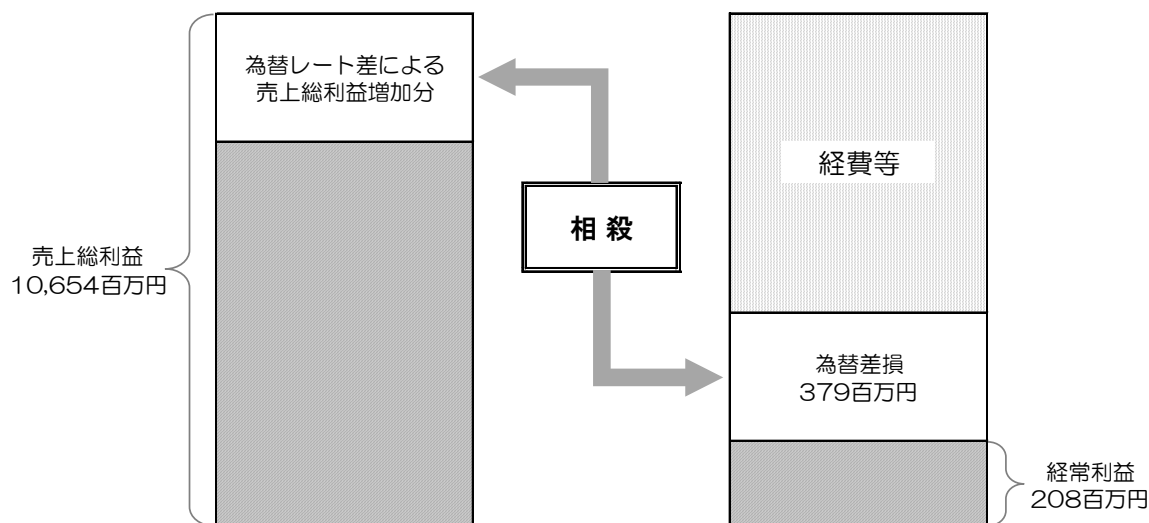 為替レート差による
売上総利益増加分
経費等
相 殺
売上総利益
10,654百万円
為替差損
379百万円
経常利益
208百万円